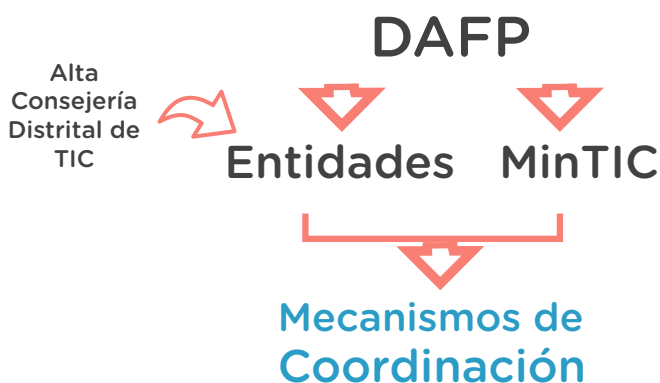 DAFP
Alta
Consejería
Distrital de
TIC
Entidades MinTIC
Mecanismos de
Coordinación